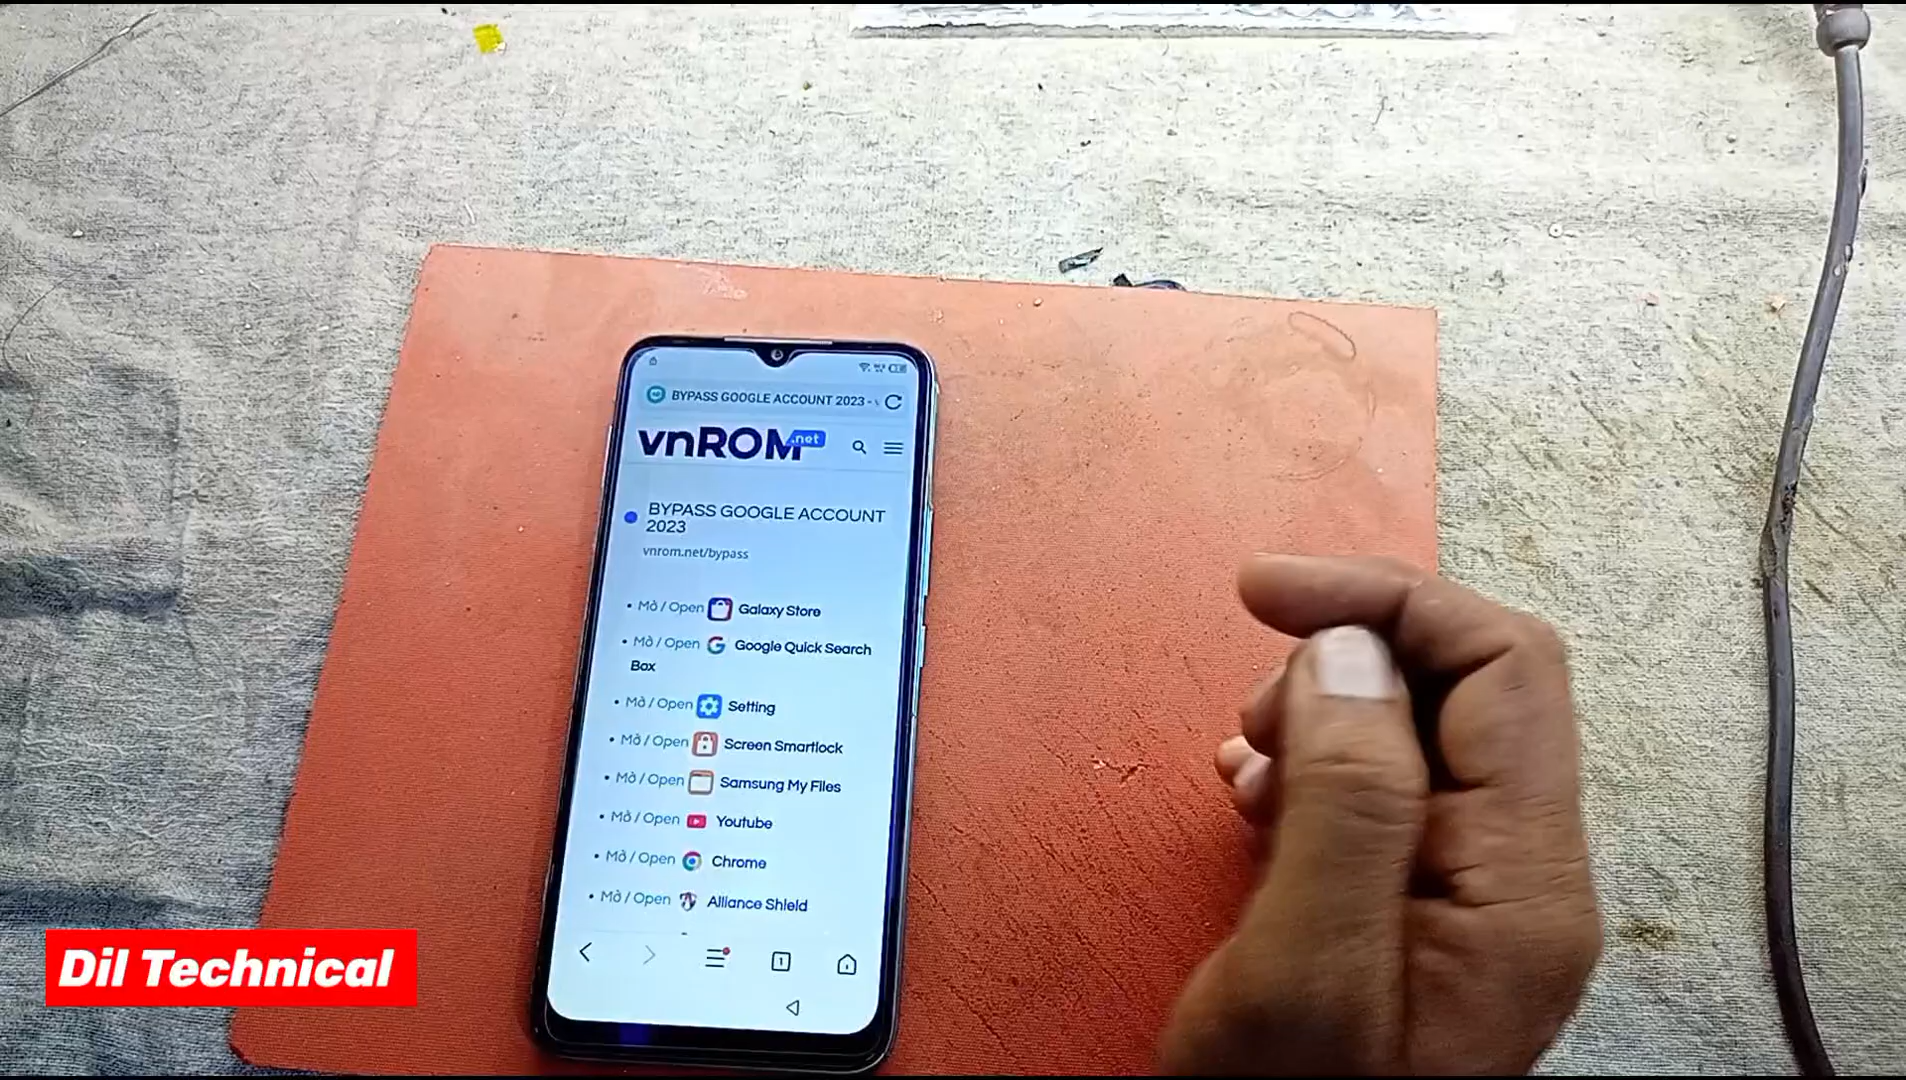 BYPASS GOOGLE ACCOUNT 2023 -
vnROM.net
BYPASS GOOGLE ACCOUNT
2023
vnrom.net/bypass
• Mở / Open Galaxy Store
• Mở / Open Google Quick Search
Box
• Mở / Open Setting
• Mở / Open Screen Smartlock
• Mở / Open Samsung My Files
• Mở / Open Youtube
• Mở / Open Chrome
• Mở / Open Alliance Shield
1
Dil Technical